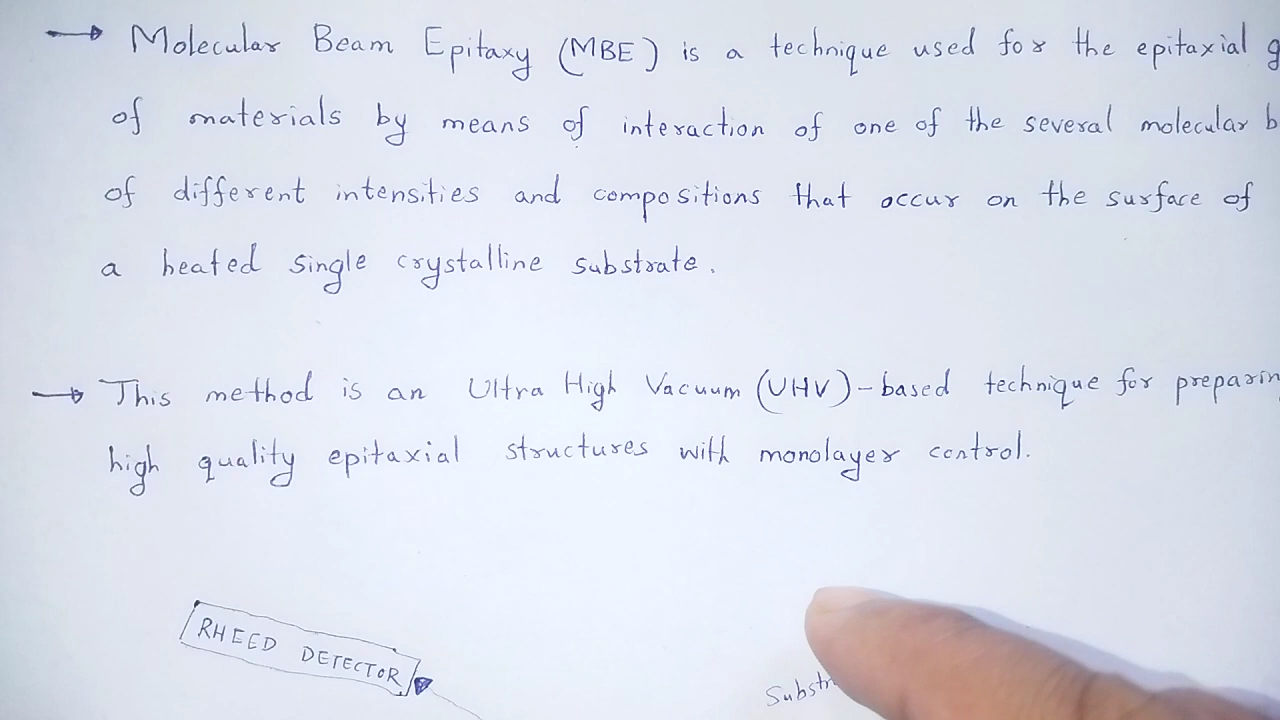 Molecular Beam Epitaxy (MBE) is a technique used for the epitaxial
of materials by means of interaction of one of the several molecular
of different intensities and compositions that occur on the surface of
a heated single crystalline substrate.
This method is an Ultra High Vacuum (UHV)-based technique for
high quality epitaxial structures with monolayer control.
RHEED DETECTOR